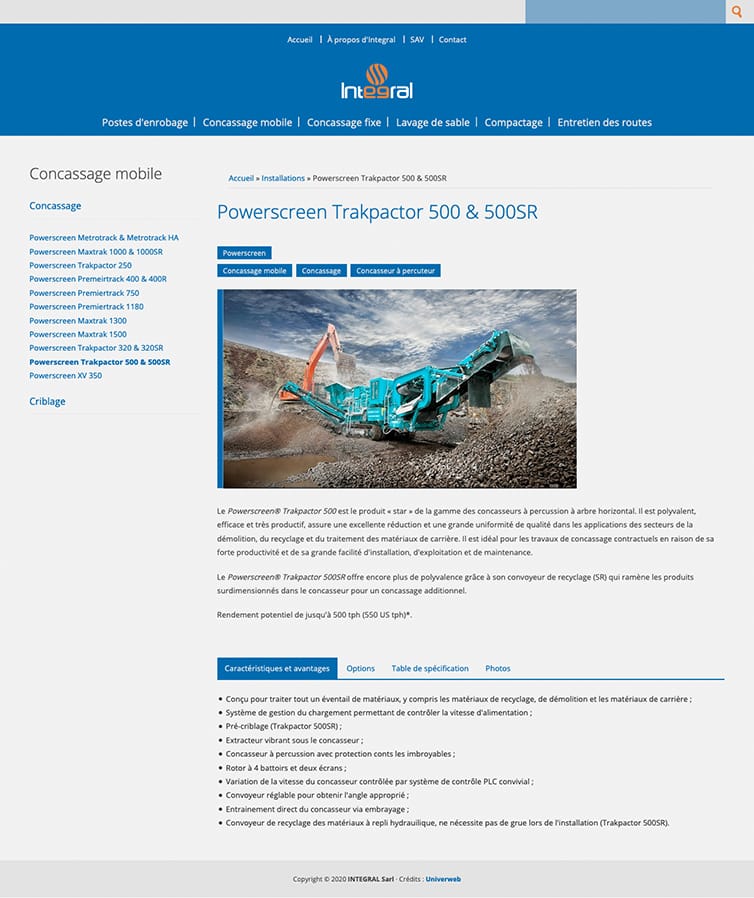 Accueil | À propos d'Integral | SAV | Contact
Integral
Postes d'enrobage | Concassage mobile | Concassage fixe | Lavage de sable | Compactage | Entretien des routes
Concassage mobile
Concassage
Powerscreen Metrotrack & Metrotrack HA
Powerscreen Maxtrak 1000 & 1000SR
Powerscreen Trakpactor 250
Powerscreen Premeirtrack 400 & 400R
Powerscreen Premiertrack 750
Powerscreen Premiertrack 1180
Powerscreen Maxtrak 1300
Powerscreen Maxtrak 1500
Powerscreen Trakpactor 320 & 320SR
Powerscreen Trakpactor 500 & 500SR
Powerscreen XV 350
Criblage
Accueil » Installations » Powerscreen Trakpactor 500 & 500SR
Powerscreen Trakpactor 500 & 500SR
Powerscreen
Concassage mobile Concassage Concasseur à percuteur
Le Powerscreen® Trakpactor 500 est le produit « star » de la gamme des concasseurs à percussion à arbre horizontal. Il est polyvalent,
efficace et très productif, assure une excellente réduction et une grande uniformité de qualité dans les applications des secteurs de la
démolition, du recyclage et du traitement des matériaux de carrière. Il est idéal pour les travaux de concassage contractuels en raison de sa
forte productivité et de sa grande facilité d'installation, d'exploitation et de maintenance.
Le Powerscreen® Trakpactor 500SR offre encore plus de polyvalence grâce à son convoyeur de recyclage (SR) qui ramène les produits
surdimensionnés dans le concasseur pour un concassage additionnel.
Rendement potentiel de jusqu'à 500 tph (550 US tph)*.
Caractéristiques et avantages Options Table de spécification Photos
• Conçu pour traiter tout un éventail de matériaux, y compris les matériaux de recyclage, de démolition et les matériaux de carrière ;
• Système de gestion du chargement permettant de contrôler la vitesse d'alimentation ;
• Pré-criblage (Trakpactor 500SR) ;
• Extracteur vibrant sous le concasseur ;
• Concasseur à percussion avec protection conts les imbroyables ;
• Rotor à 4 battoirs et deux écrans ;
• Variation de la vitesse du concasseur contrôlée par système de contrôle PLC convivial ;
• Convoyeur réglable pour obtenir l'angle approprié ;
• Entrainement direct du concasseur via embrayage ;
• Convoyeur de recyclage des matériaux à repli hydrauilique, ne nécessite pas de grue lors de l'installation (Trakpactor 500SR).
Copyright © 2020 INTEGRAL Sarl · Crédits : Univerweb